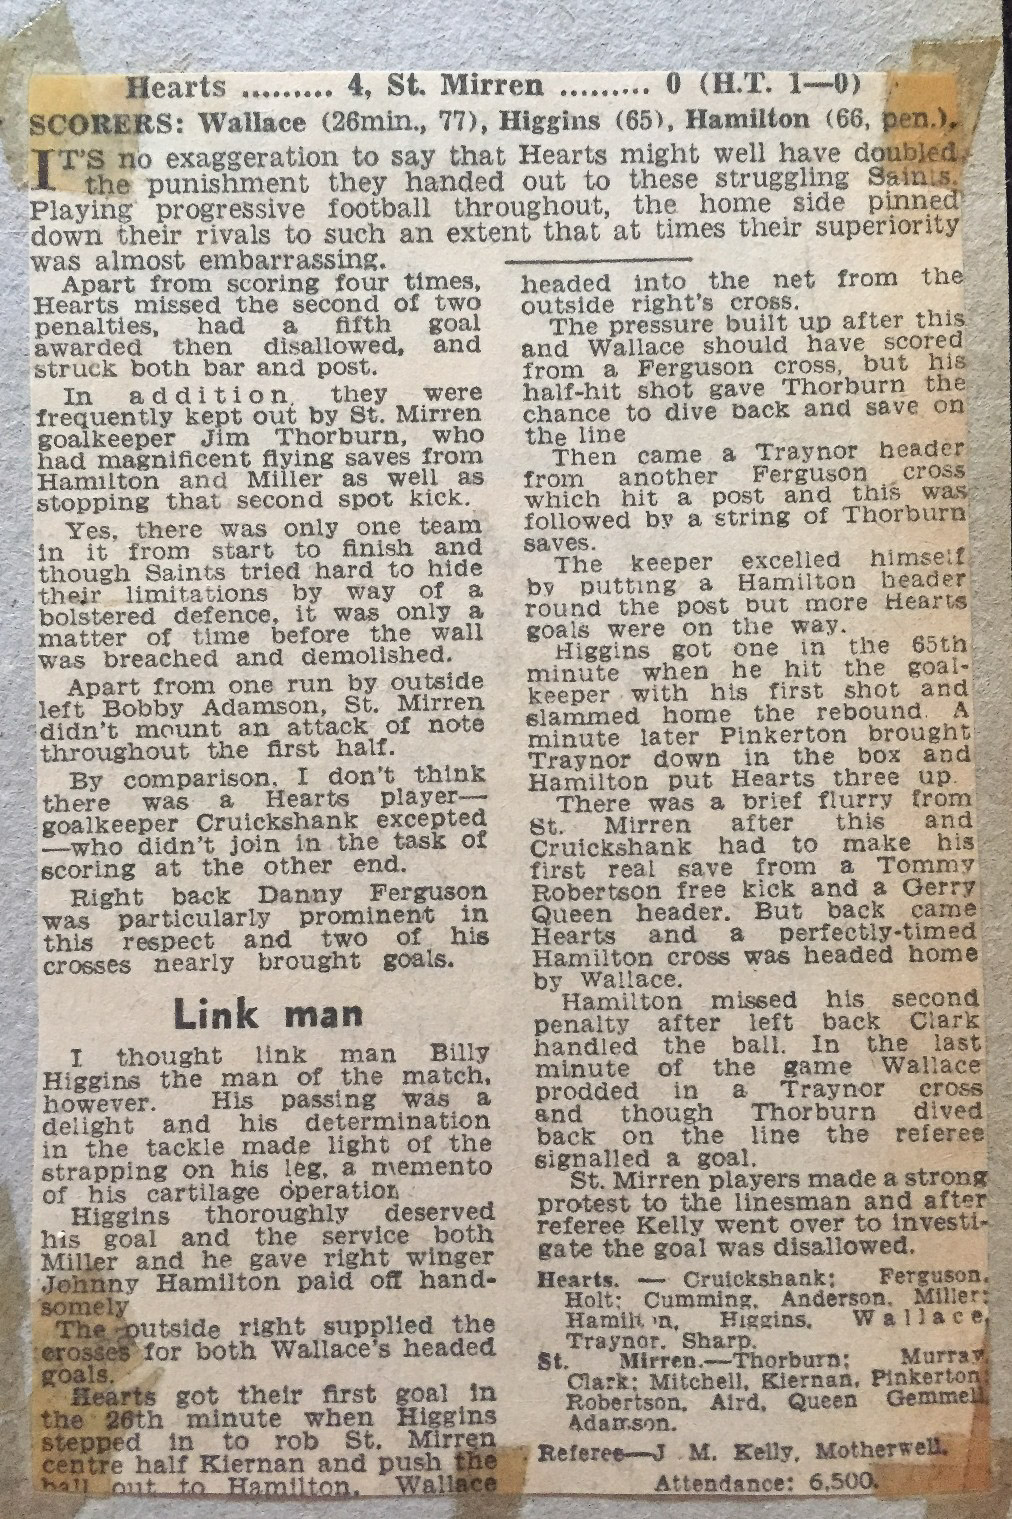 Hearts ......... 4, St. Mirren ......... 0 (H.T. 1—0)
SCORERS: Wallace (26min., 77), Higgins (65), Hamilton (66, pen.).
IT'S no exaggeration to say that Hearts might well have doubled
the punishment they handed out to these struggling Saints.
Playing progressive football throughout, the home side pinned
down their rivals to such an extent that at times their superiority
was almost embarrassing.
Apart from scoring four times,
Hearts missed the second of two
penalties, had a fifth goal
awarded then disallowed, and
struck both bar and post.
In addition, they were
frequently kept out by St. Mirren
goalkeeper Jim Thorburn, who
had magnificent flying saves from
Hamilton and Miller as well as
stopping that second spot kick.
Yes, there was only one team
in it from start to finish and
though Saints tried hard to hide
their limitations by way of a
bolstered defence, it was only a
matter of time before the wall
was breached and demolished.
Apart from one run by outside
left Bobby Adamson, St. Mirren
didn't mount an attack of note
throughout the first half.
By comparison, I don't think
there was a Hearts player—
goalkeeper Cruickshank excepted
—who didn't join in the task of
scoring at the other end.
Right back Danny Ferguson
was particularly prominent in
this respect and two of his
crosses nearly brought goals.
Link man
I thought link man Billy
Higgins the man of the match,
however. His passing was a
delight and his determination
in the tackle made light of the
strapping on his leg, a memento
of his cartilage operation
Higgins thoroughly deserved
his goal and the service both
Miller and he gave right winger
Johnny Hamilton paid off hand-
somely
The outside right supplied the
crosses for both Wallace's headed
goals.
Hearts got their first goal in
the 26th minute when Higgins
stepped in to rob St. Mirren
centre half Kiernan and push the
ball out to Hamilton, Wallace
headed into the net from the
outside right's cross.
The pressure built up after this
and Wallace should have scored
from a Ferguson cross, but his
half-hit shot gave Thorburn the
chance to dive back and save on
the line
Then came a Traynor header
from another Ferguson cross
which hit a post and this was
followed by a string of Thorburn
saves.
The keeper excelled himself
by putting a Hamilton header
round the post but more Hearts
goals were on the way.
Higgins got one in the 65th
minute when he hit the goal-
keeper with his first shot and
slammed home the rebound. A
minute later Pinkerton brought
Traynor down in the box and
Hamilton put Hearts three up.
There was a brief flurry from
St. Mirren after this and
Cruickshank had to make his
first real save from a Tommy
Robertson free kick and a Gerry
Queen header. But back came
Hearts and a perfectly-timed
Hamilton cross was headed home
by Wallace.
Hamilton missed his second
penalty after left back Clark
handled the ball. In the last
minute of the game Wallace
prodded in a Traynor cross
and though Thorburn dived
back on the line the referee
signalled a goal.
St. Mirren players made a strong
protest to the linesman and after
referee Kelly went over to investi-
gate the goal was disallowed.
Hearts. — Cruickshank; Ferguson,
Holt; Cumming, Anderson, Miller;
Hamilton, Higgins, Wallace,
Traynor, Sharp.
St. Mirren.—Thorburn; Murray,
Clark; Mitchell, Kiernan, Pinkerton;
Robertson, Aird, Queen Gemmell
Adamson.
Referee—J M. Kelly, Motherwell.
Attendance: 6,500.